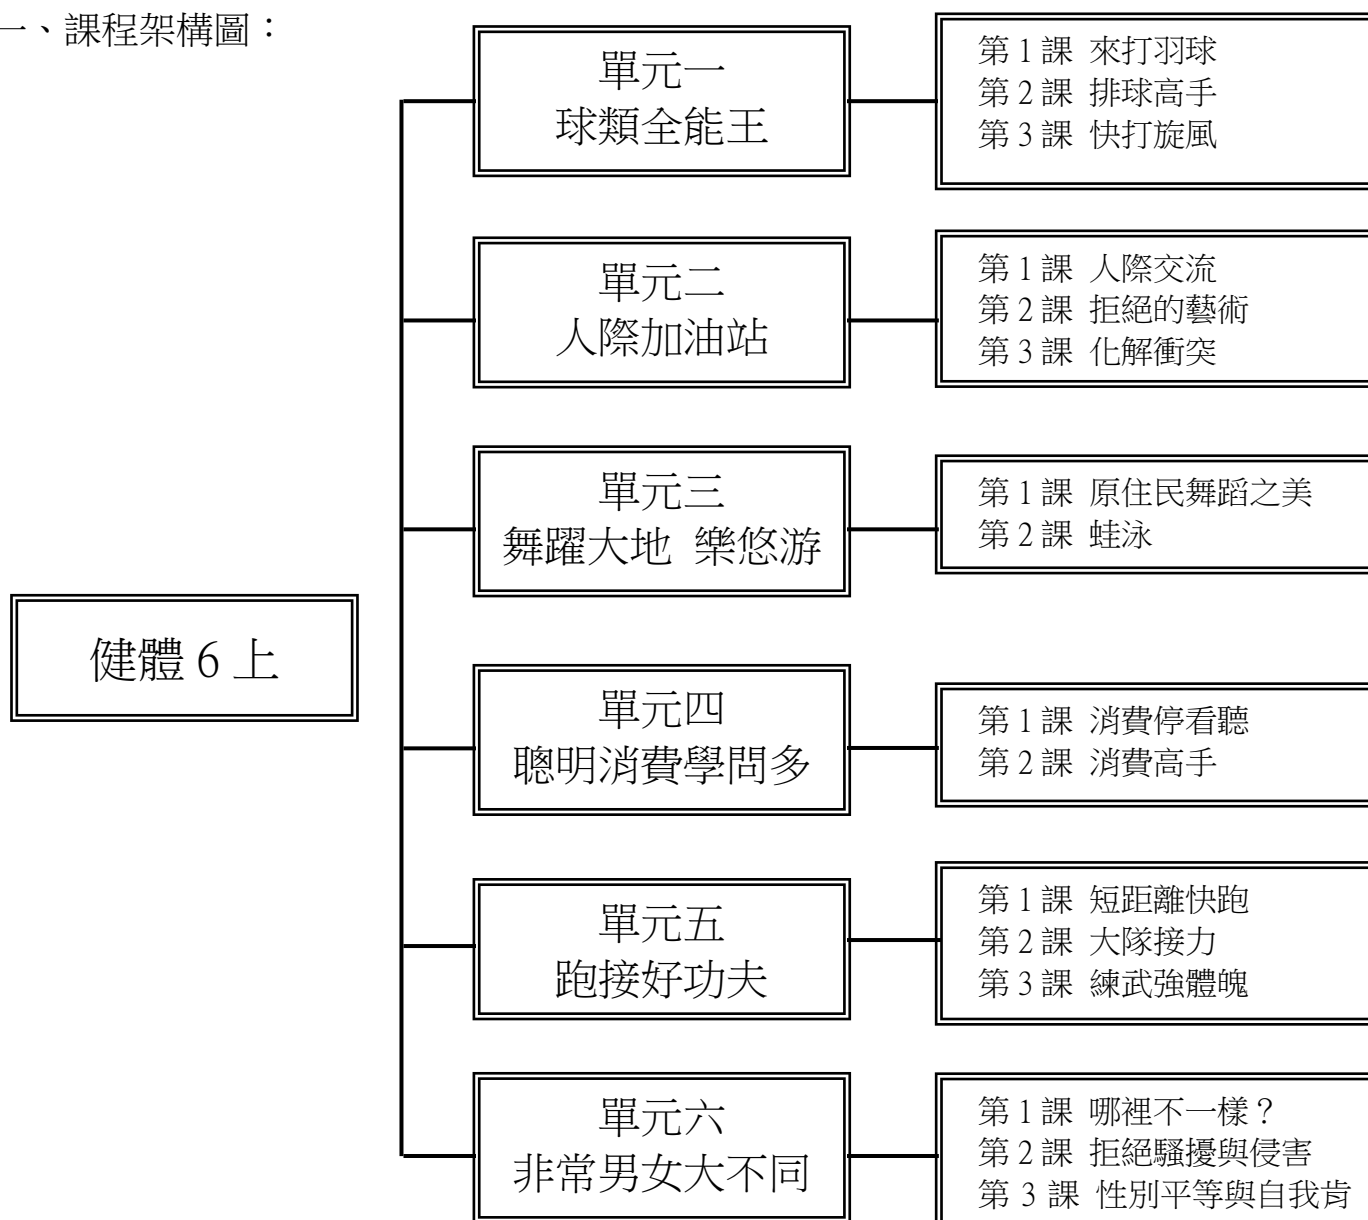 一、課程架構圖：
健體 6 上
單元一
球類全能王
第 1 課 來打羽球
第 2 課 排球高手
第 3 課 快打旋風
單元二
人際加油站
第 1 課 人際交流
第 2 課 拒絕的藝術
第 3 課 化解衝突
單元三
舞躍大地 樂悠游
第 1 課 原住民舞蹈之美
第 2 課 蛙泳
單元四
聰明消費學問多
第 1 課 消費停看聽
第 2 課 消費高手
單元五
跑接好功夫
第 1 課 短距離快跑
第 2 課 大隊接力
第 3 課 練武強體魄
單元六
非常男女大不同
第 1 課 哪裡不一樣？
第 2 課 拒絕騷擾與侵害
第 3 課 性別平等與自我肯